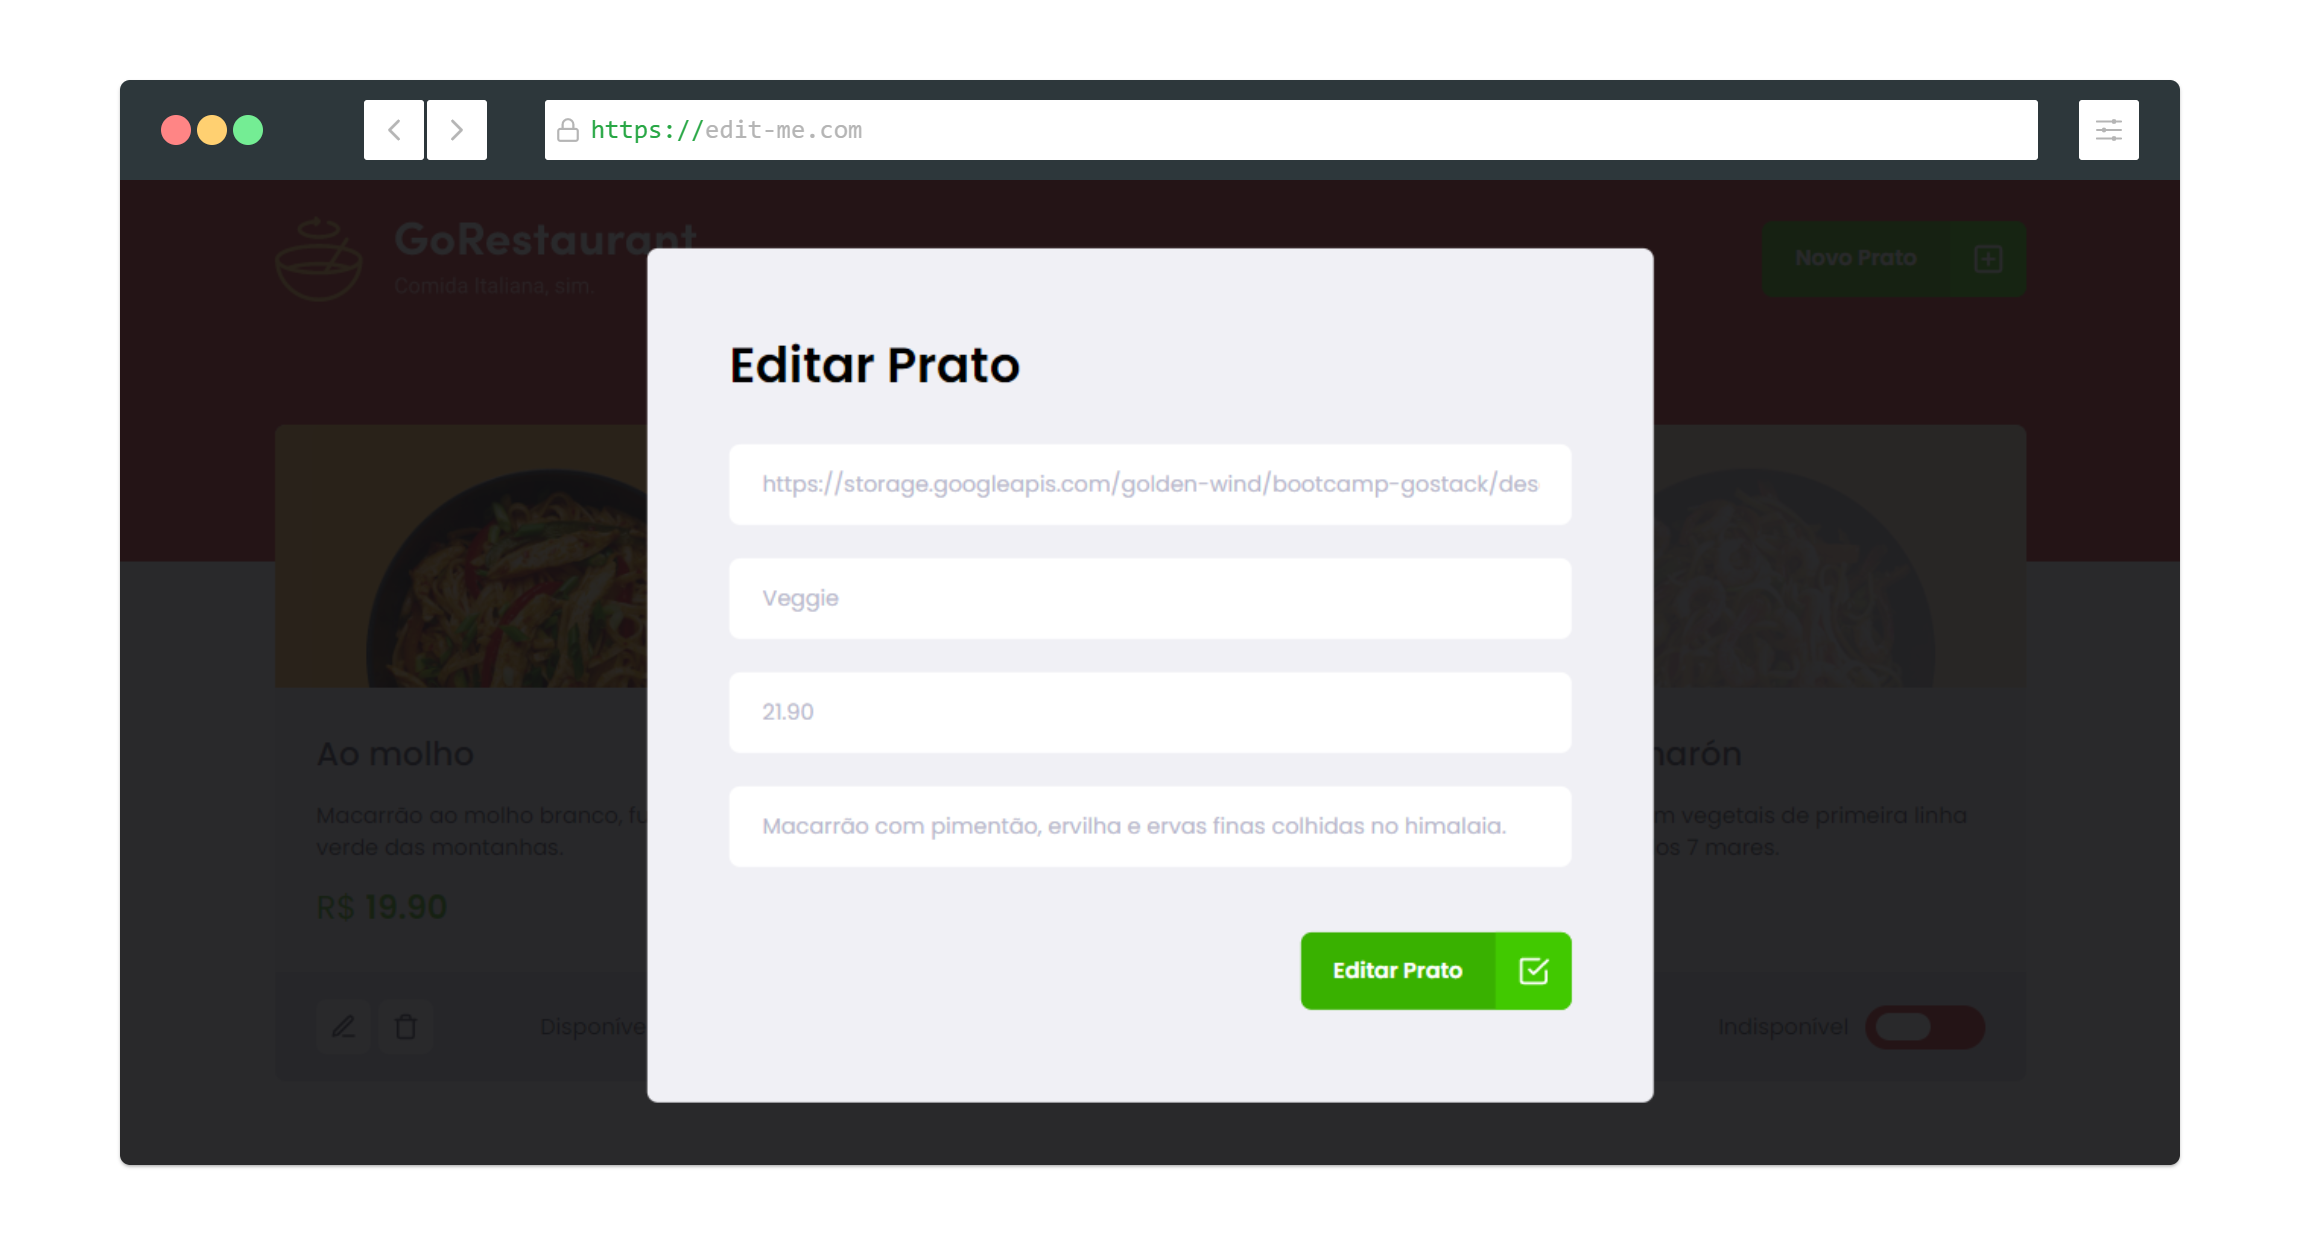 https://edit-me.com
GoRestaurant
Comida Italiana, sim.
Novo Prato
Editar Prato
https://storage.googleapis.com/golden-wind/bootcamp-gostack/des
Veggie
21.90
Macarrão com pimentão, ervilha e ervas finas colhidas no himalaia.
Editar Prato
Ao molho
Macarrão ao molho branco, fu
verde das montanhas.
R$ 19.90
Disponíve
narón
m vegetais de primeira linha
os 7 mares.
Indisponível